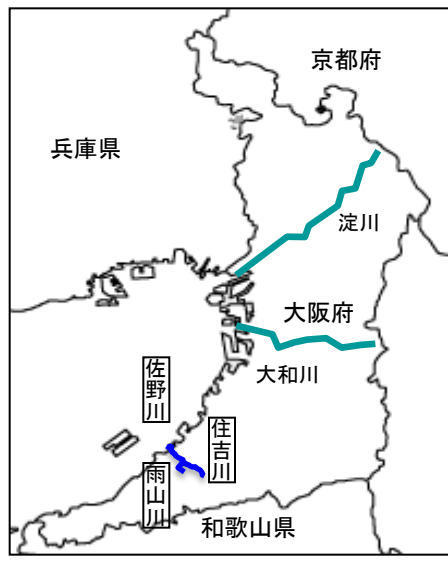 京都府
兵庫県
淀川
大阪府
大和川
佐野川
住吉川
雨山川
和歌山県